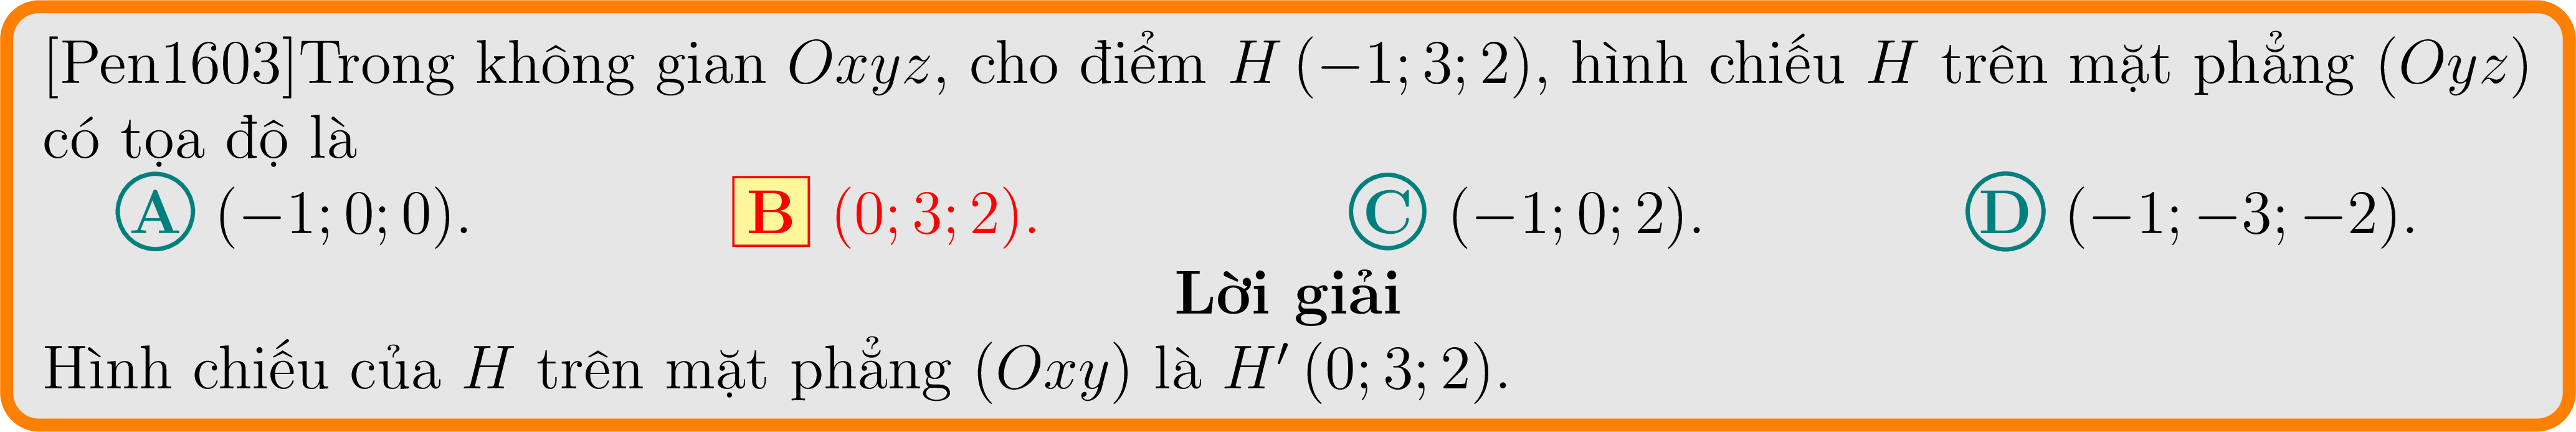 [Pen1603]Trong không gian Oxyz, cho điểm H (−1; 3; 2), hình chiếu H trên mặt phẳng (Oyz)
có tọa độ là
A (−1; 0; 0). B (0; 3; 2). C (−1; 0; 2). D (−1; −3; −2).
Lời giải
Hình chiếu của H trên mặt phẳng (Oxy) là H′ (0; 3; 2).